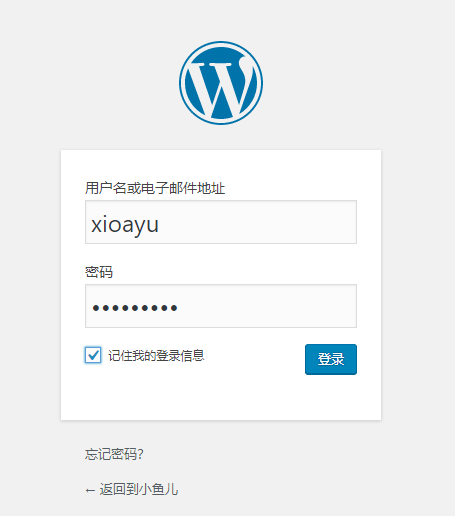 用户名或电子邮件地址
xioayu
密码
•••••••••
记住我的登录信息
登录
忘记密码？
← 返回到小鱼儿